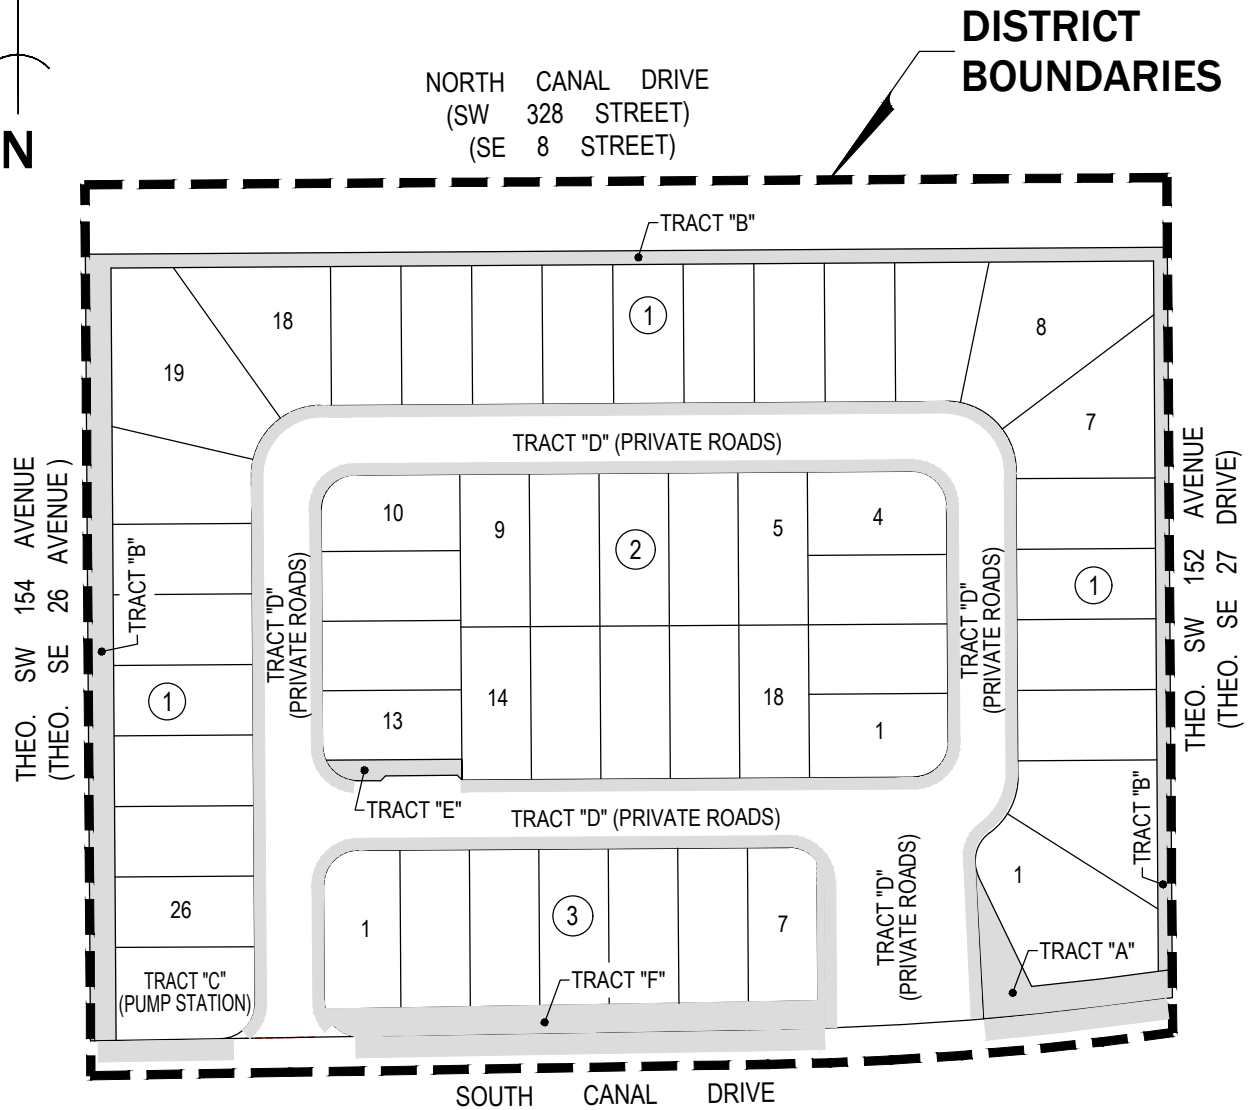 DISTRICT
BOUNDARIES
NORTH CANAL DRIVE
(SW 328 STREET)
(SE 8 STREET)
N
TRACT "B"
18
1
8
19
7
TRACT "D" (PRIVATE ROADS)
THEO. SW 154 AVENUE
(THEO. SE 26 AVENUE )
THEO. SW 152 AVENUE
(THEO. SE 27 DRIVE)
10
9
2
5
4
TRACT "B"
TRACT "D"
(PRIVATE ROADS)
TRACT "D"
(PRIVATE ROADS)
1
1
14
18
13
1
TRACT "E"
TRACT "D" (PRIVATE ROADS)
TRACT "B"
TRACT "D"
(PRIVATE ROADS)
1
26
1
3
7
TRACT "A"
TRACT "C"
(PUMP STATION)
TRACT "F"
SOUTH CANAL DRIVE